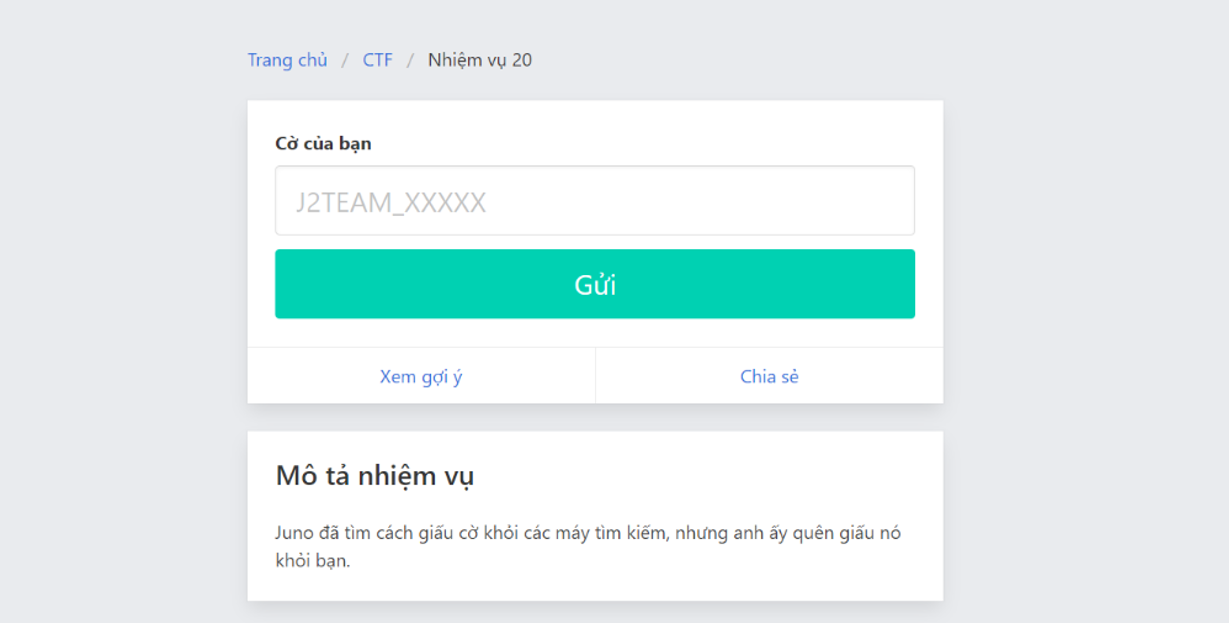 Trang chủ / CTF / Nhiệm vụ 20
Cờ của bạn
J2TEAM_XXXXX
Gửi
Xem gợi ý
Chia sẻ
Mô tả nhiệm vụ
Juno đã tìm cách giấu cờ khỏi các máy tìm kiếm, nhưng anh ấy quên giấu nó
khỏi bạn.